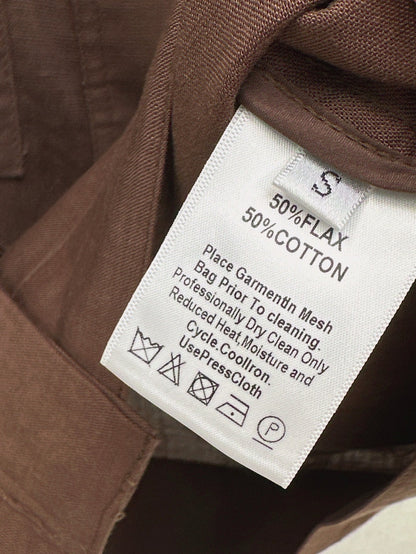 S
50%FLAX
50%COTTON
Place GarmentIn Mesh
Bag Prior To cleaning.
Professionally Dry Clean Only
Reduced Heat,Moisture and
Cycle.CoolIron.
UsePressCloth
P